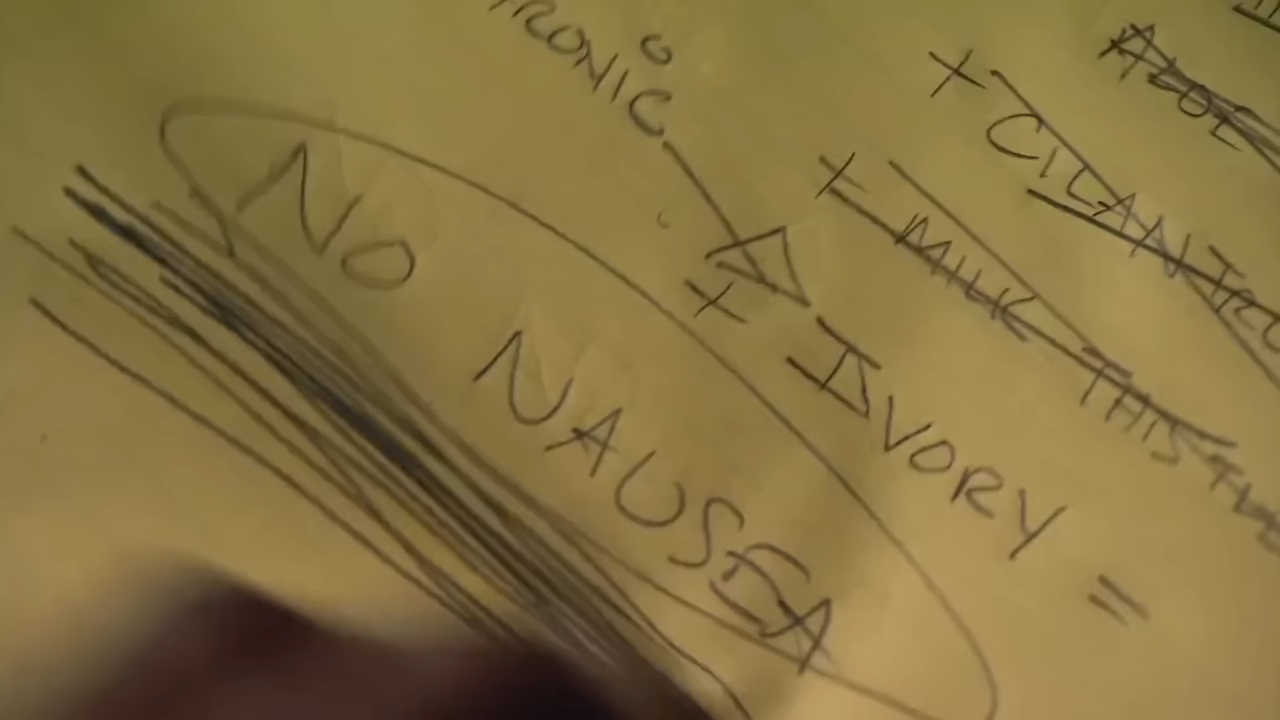 + CILANTRO
+ MILK THIS
RONIC
+ IVORY =
NO
NAUSEA